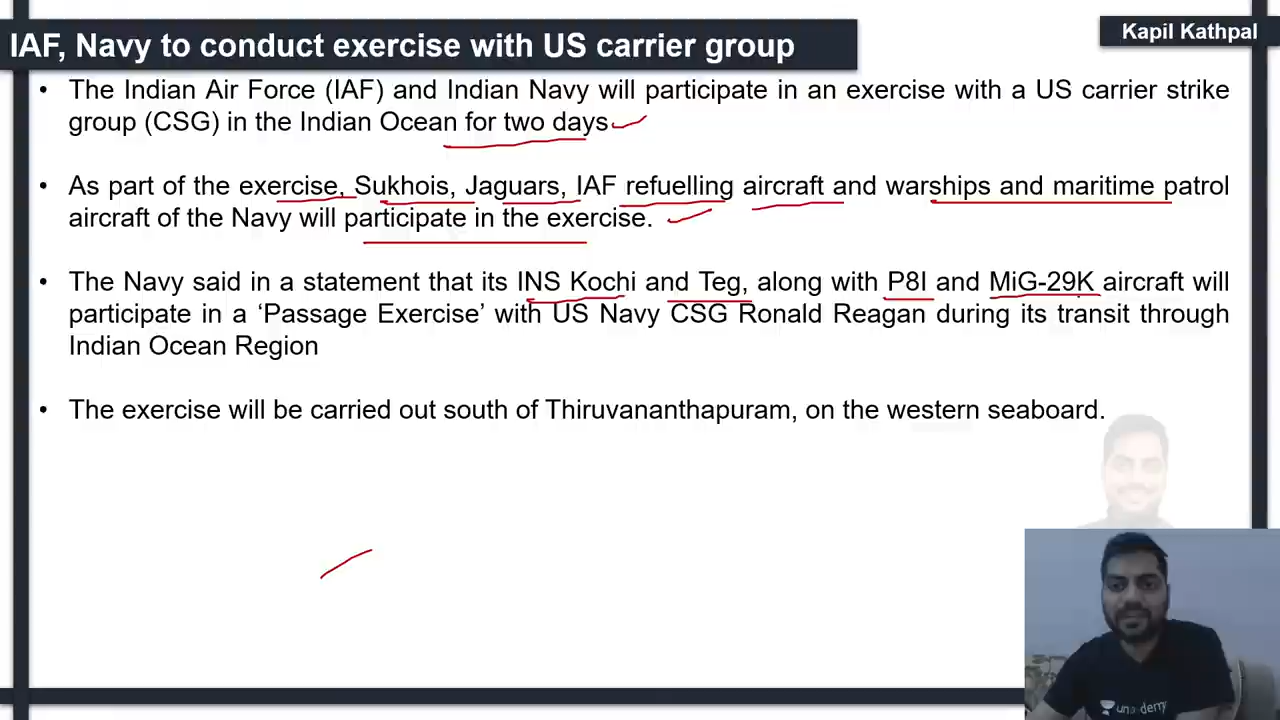 IAF, Navy to conduct exercise with US carrier group
Kapil Kathpal
• The Indian Air Force (IAF) and Indian Navy will participate in an exercise with a US carrier strike
group (CSG) in the Indian Ocean for two days
• As part of the exercise, Sukhois, Jaguars, IAF refuelling aircraft and warships and maritime patrol
aircraft of the Navy will participate in the exercise.
• The Navy said in a statement that its INS Kochi and Teg, along with P8I and MiG-29K aircraft will
participate in a ‘Passage Exercise’ with US Navy CSG Ronald Reagan during its transit through
Indian Ocean Region
• The exercise will be carried out south of Thiruvananthapuram, on the western seaboard.
unacademy